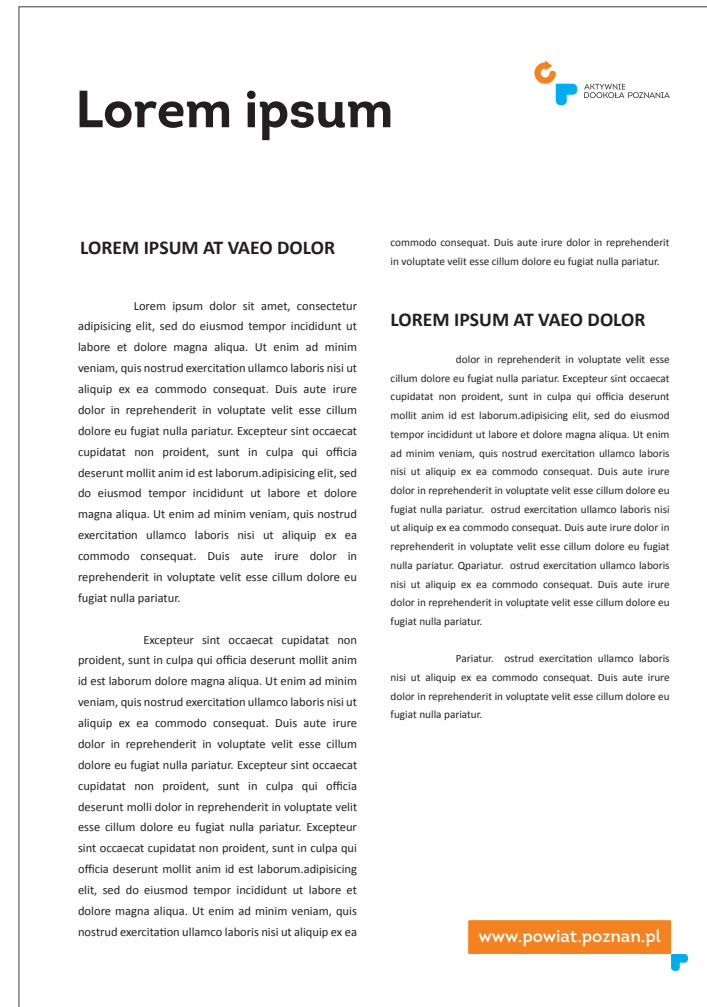 Lorem ipsum
AKTYWNIE
DOOKOŁA POZNANIA
LOREM IPSUM AT VAEO DOLOR
Lorem ipsum dolor sit amet, consectetur
adipisicing elit, sed do eiusmod tempor incididunt ut
labore et dolore magna aliqua. Ut enim ad minim
veniam, quis nostrud exercitation ullamco laboris nisi ut
aliquip ex ea commodo consequat. Duis aute irure
dolor in reprehenderit in voluptate velit esse cillum
dolore eu fugiat nulla pariatur. Excepteur sint occaecat
cupidatat non proident, sunt in culpa qui officia
deserunt mollit anim id est laborum.adipisicing elit, sed
do eiusmod tempor incididunt ut labore et dolore
magna aliqua. Ut enim ad minim veniam, quis nostrud
exercitation ullamco laboris nisi ut aliquip ex ea
commodo consequat. Duis aute irure dolor in
reprehenderit in voluptate velit esse cillum dolore eu
fugiat nulla pariatur.
Excepteur sint occaecat cupidatat non
proident, sunt in culpa qui officia deserunt mollit anim
id est laborum dolore magna aliqua. Ut enim ad minim
veniam, quis nostrud exercitation ullamco laboris nisi ut
aliquip ex ea commodo consequat. Duis aute irure
dolor in reprehenderit in voluptate velit esse cillum
dolore eu fugiat nulla pariatur. Excepteur sint occaecat
cupidatat non proident, sunt in culpa qui officia
deserunt molli dolor in reprehenderit in voluptate velit
esse cillum dolore eu fugiat nulla pariatur. Excepteur
sint occaecat cupidatat non proident, sunt in culpa qui
officia deserunt mollit anim id est laborum.adipisicing
elit, sed do eiusmod tempor incididunt ut labore et
dolore magna aliqua. Ut enim ad minim veniam, quis
nostrud exercitation ullamco laboris nisi ut aliquip ex ea
commodo consequat. Duis aute irure dolor in reprehenderit
in voluptate velit esse cillum dolore eu fugiat nulla pariatur.
LOREM IPSUM AT VAEO DOLOR
dolor in reprehenderit in voluptate velit esse
cillum dolore eu fugiat nulla pariatur. Excepteur sint occaecat
cupidatat non proident, sunt in culpa qui officia deserunt
mollit anim id est laborum.adipisicing elit, sed do eiusmod
tempor incididunt ut labore et dolore magna aliqua. Ut enim
ad minim veniam, quis nostrud exercitation ullamco laboris
nisi ut aliquip ex ea commodo consequat. Duis aute irure
dolor in reprehenderit in voluptate velit esse cillum dolore eu
fugiat nulla pariatur. ostrud exercitation ullamco laboris nisi
ut aliquip ex ea commodo consequat. Duis aute irure dolor in
reprehenderit in voluptate velit esse cillum dolore eu fugiat
nulla pariatur. Qpariatur. ostrud exercitation ullamco laboris
nisi ut aliquip ex ea commodo consequat. Duis aute irure
dolor in reprehenderit in voluptate velit esse cillum dolore eu
fugiat nulla pariatur.
Pariatur. ostrud exercitation ullamco laboris
nisi ut aliquip ex ea commodo consequat. Duis aute irure
dolor in reprehenderit in voluptate velit esse cillum dolore eu
fugiat nulla pariatur.
www.powiat.poznan.pl